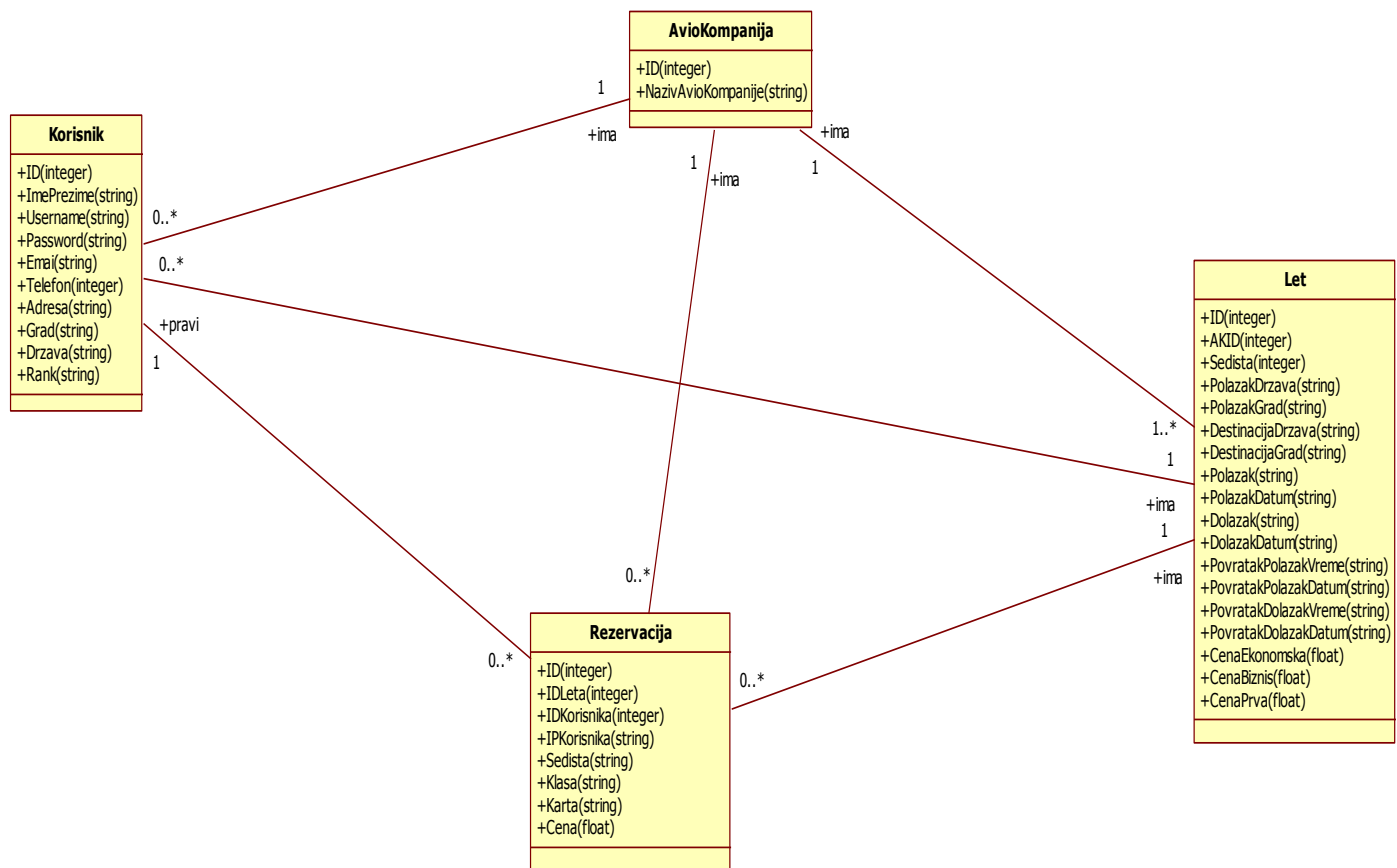 AvioKompanija
+ID(integer)
+NazivAvioKompanije(string)
1
+ima
1
+ima
+ima
1
Korisnik
+ID(integer)
+ImePrezime(string)
+Username(string)
+Password(string)
+Emai(string)
+Telefon(integer)
+Adresa(string)
+Grad(string)
+Drzava(string)
+Rank(string)
0..*
0..*
+pravi
1
Let
+ID(integer)
+AKID(integer)
+Sedista(integer)
+PolazakDrzava(string)
+PolazakGrad(string)
+DestinacijaDrzava(string)
+DestinacijaGrad(string)
+Polazak(string)
+PolazakDatum(string)
+Dolazak(string)
+DolazakDatum(string)
+PovratakPolazakVreme(string)
+PovratakPolazakDatum(string)
+PovratakDolazakVreme(string)
+PovratakDolazakDatum(string)
+CenaEkonomska(float)
+CenaBiznis(float)
+CenaPrva(float)
1..*
1
+ima
1
+ima
0..*
0..*
0..*
Rezervacija
+ID(integer)
+IDLeta(integer)
+IDKorisnika(integer)
+IPKorisnika(string)
+Sedista(string)
+Klasa(string)
+Karta(string)
+Cena(float)